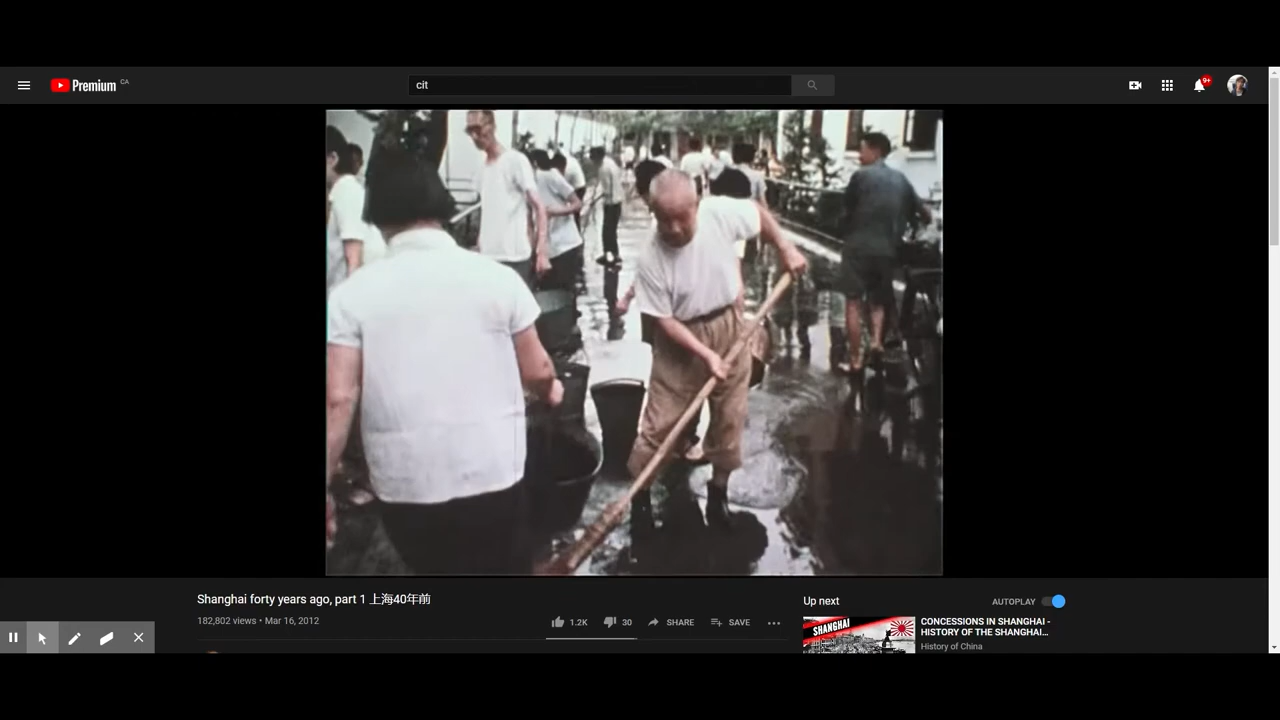 Premium CA
cit
9+
Shanghai forty years ago, part 1 上海40年前
182,802 views • Mar 16, 2012
1.2K
30
SHARE
SAVE
Up next
AUTOPLAY
SHANGHAI
CONCESSIONS IN SHANGHAI -
HISTORY OF THE SHANGHAI...
History of China